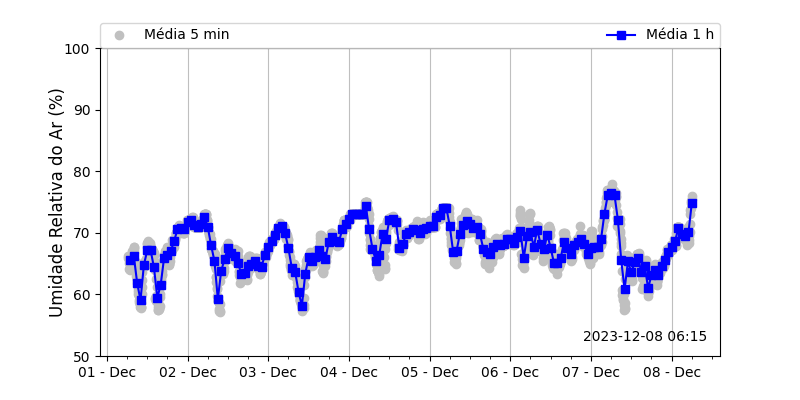 Média 5 min
Média 1 h
Umidade Relativa do Ar (%)
100
90
80
70
60
50
2023-12-08 06:15
01 - Dec
02 - Dec
03 - Dec
04 - Dec
05 - Dec
06 - Dec
07 - Dec
08 - Dec